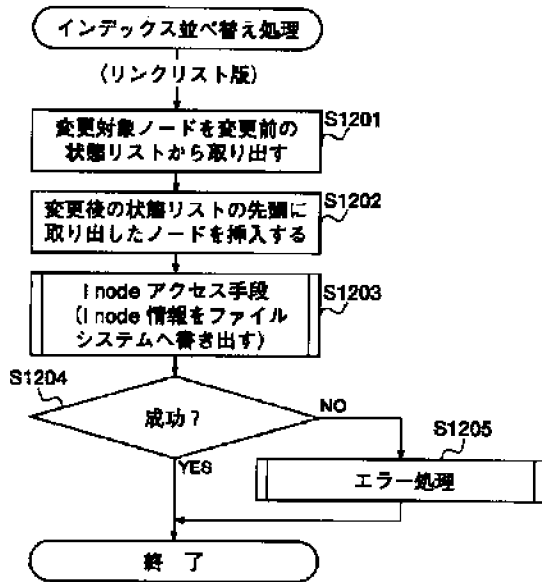 インデックス並べ替え処理
(リンクリスト版)
変更対象ノードを変更前の
状態リストから取り出す
S1201
変更後の状態リストの先頭に
取り出したノードを挿入する
S1202
I node アクセス手段
(I node 情報をファイル
システムへ書き出す)
S1203
S1204
成功?
NO
YES
S1205
エラー処理
終 了